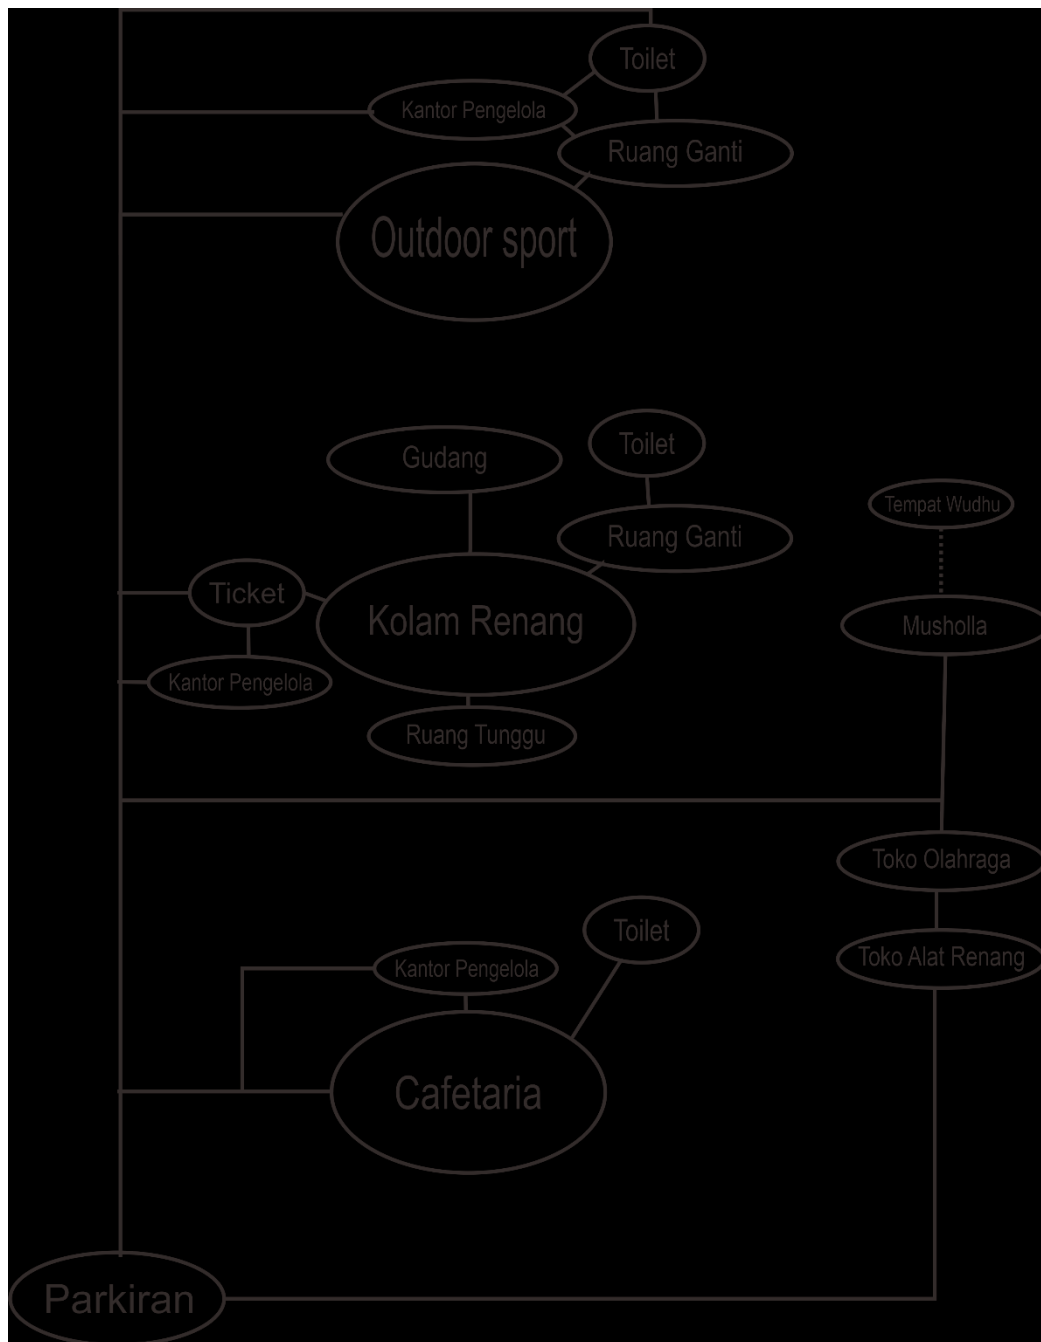 Toilet
Kantor Pengelola
Ruang Ganti
Outdoor sport
Toilet
Gudang
Tempat Wudhu
Ruang Ganti
Ticket
Kolam Renang
Musholla
Kantor Pengelola
Ruang Tunggu
Toko Olahraga
Toilet
Toko Alat Renang
Kantor Pengelola
Cafetaria
Parkiran